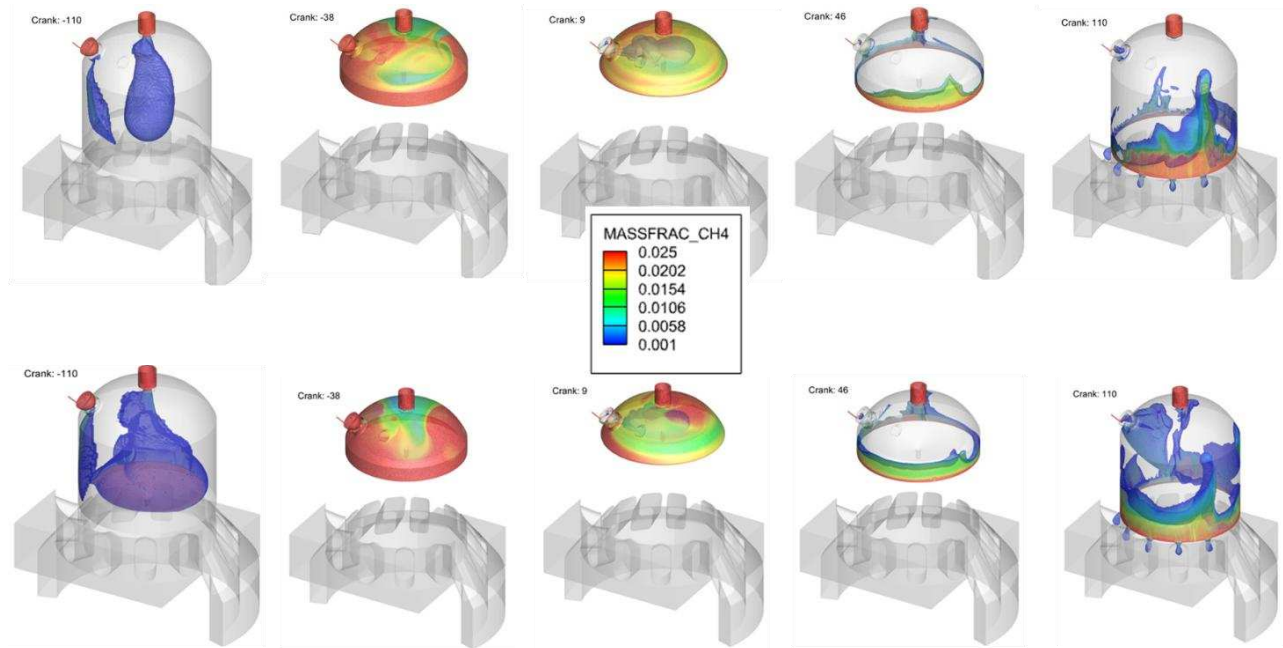 Crank: -110
Crank: -38
Crank: 9
Crank: 46
Crank: 110
MASSFRAC_CH4
0.025
0.0202
0.0154
0.0106
0.0058
0.001
Crank: -110
Crank: -38
Crank: 9
Crank: 46
Crank: 110